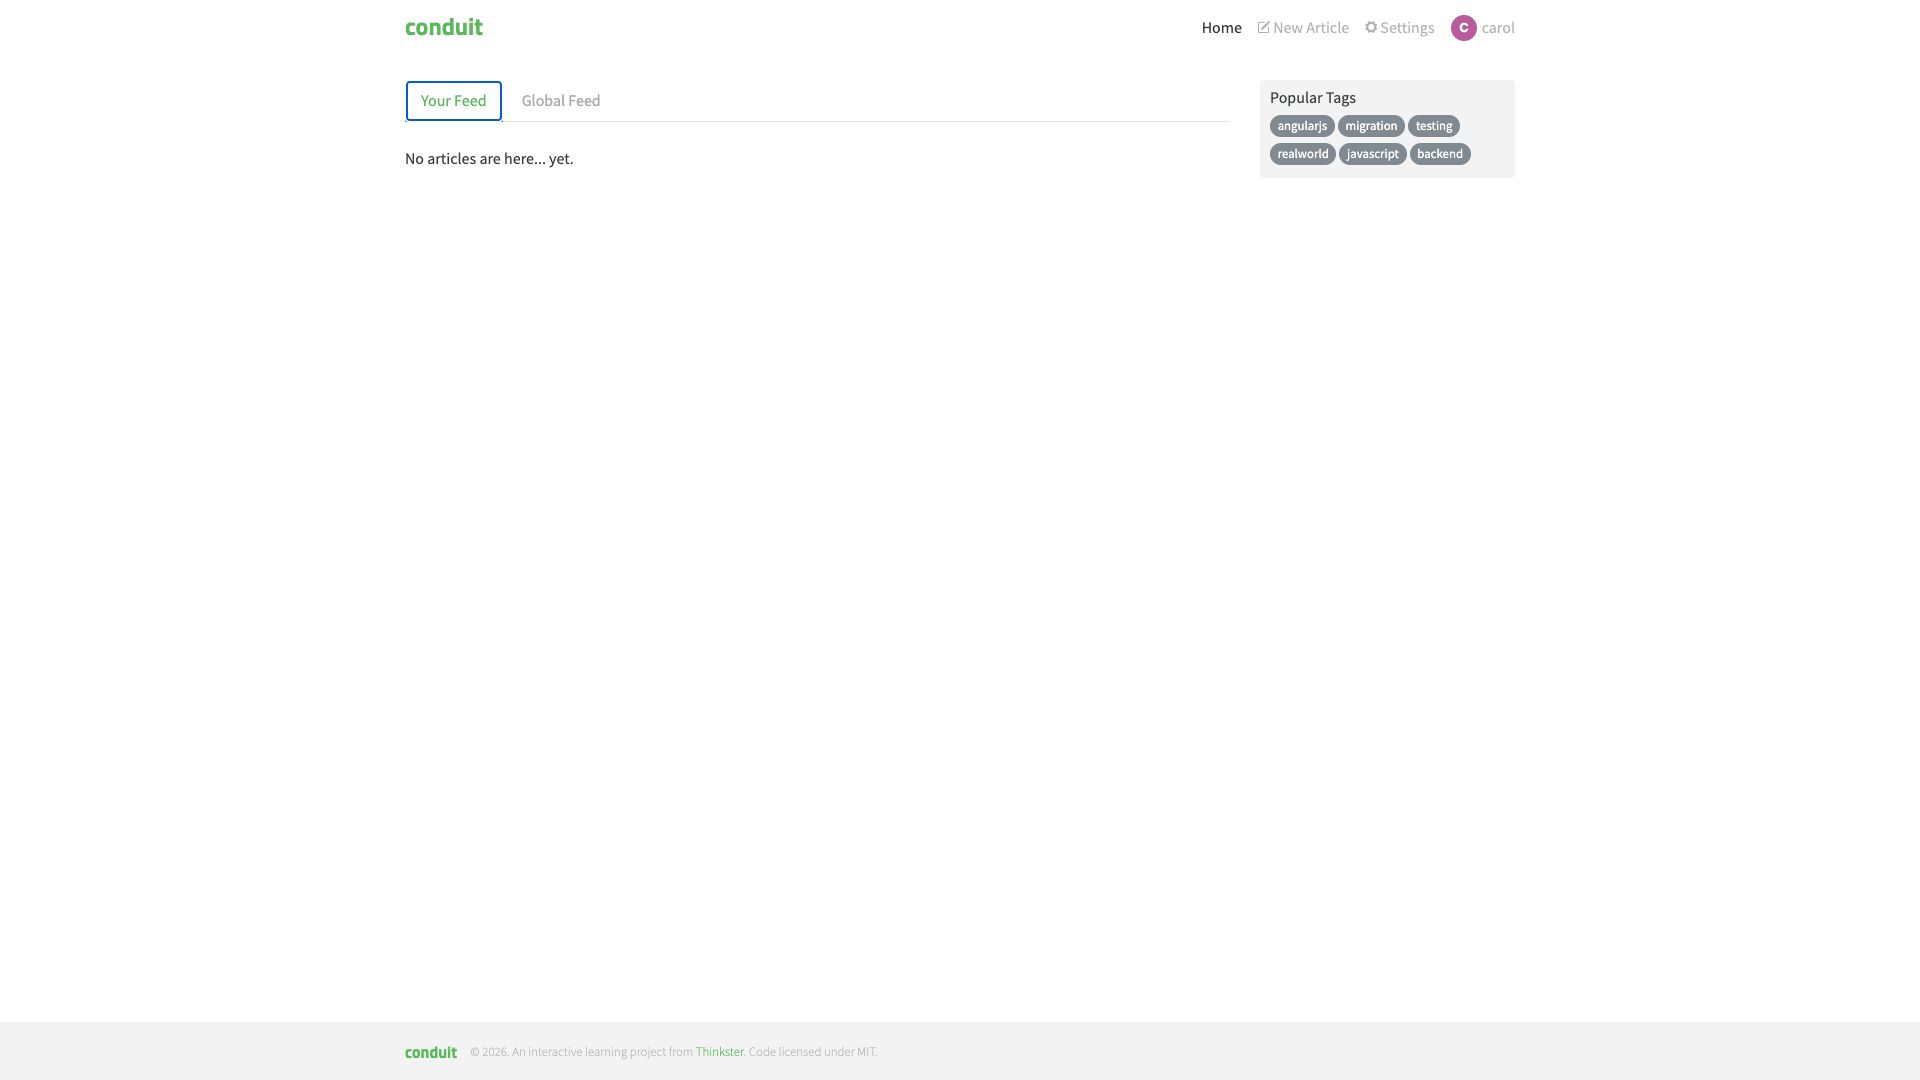 conduit
Home New Article Settings C carol
Your Feed Global Feed
No articles are here... yet.
Popular Tags
angularjs migration testing
realworld javascript backend
conduit © 2026. An interactive learning project from Thinkster. Code licensed under MIT.